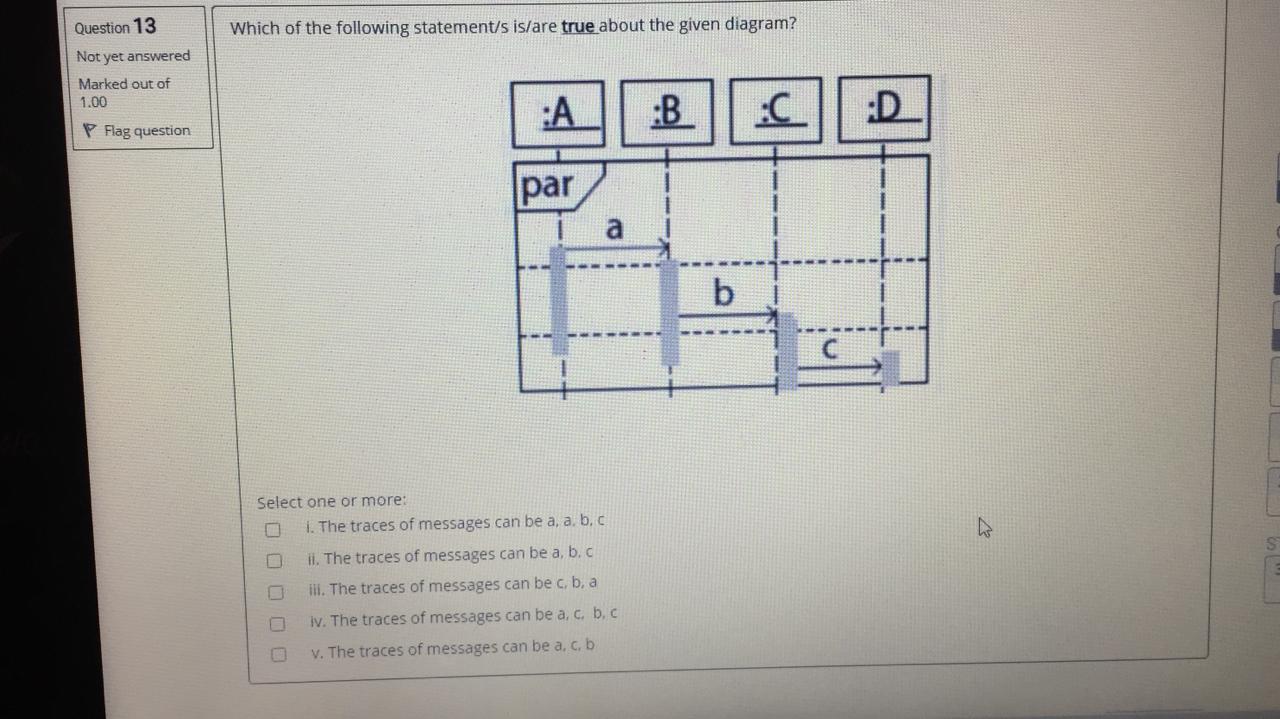 Question 13
Not yet answered
Marked out of
1.00
Flag question
Which of the following statement/s is/are true about the given diagram?
:A :B :C :D
par
a
b
c
Select one or more:
i. The traces of messages can be a, a, b, c
ii. The traces of messages can be a, b, c
iii. The traces of messages can be c, b, a
iv. The traces of messages can be a, c, b, c
v. The traces of messages can be a, c, b